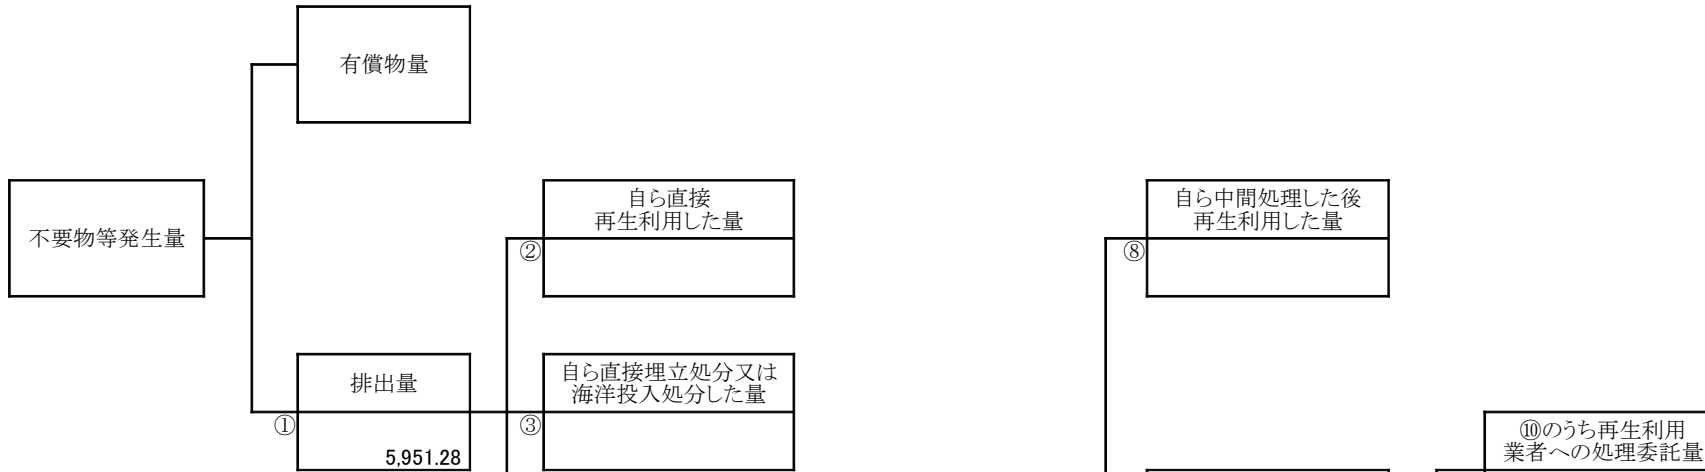 有償物量
不要物等発生量
自ら直接
再生利用した量
②
自ら中間処理した後
再生利用した量
⑧
排出量
①
5,951.28
自ら直接埋立処分又は
海洋投入処分した量
③
⑩のうち再生利用
業者への処理委託量